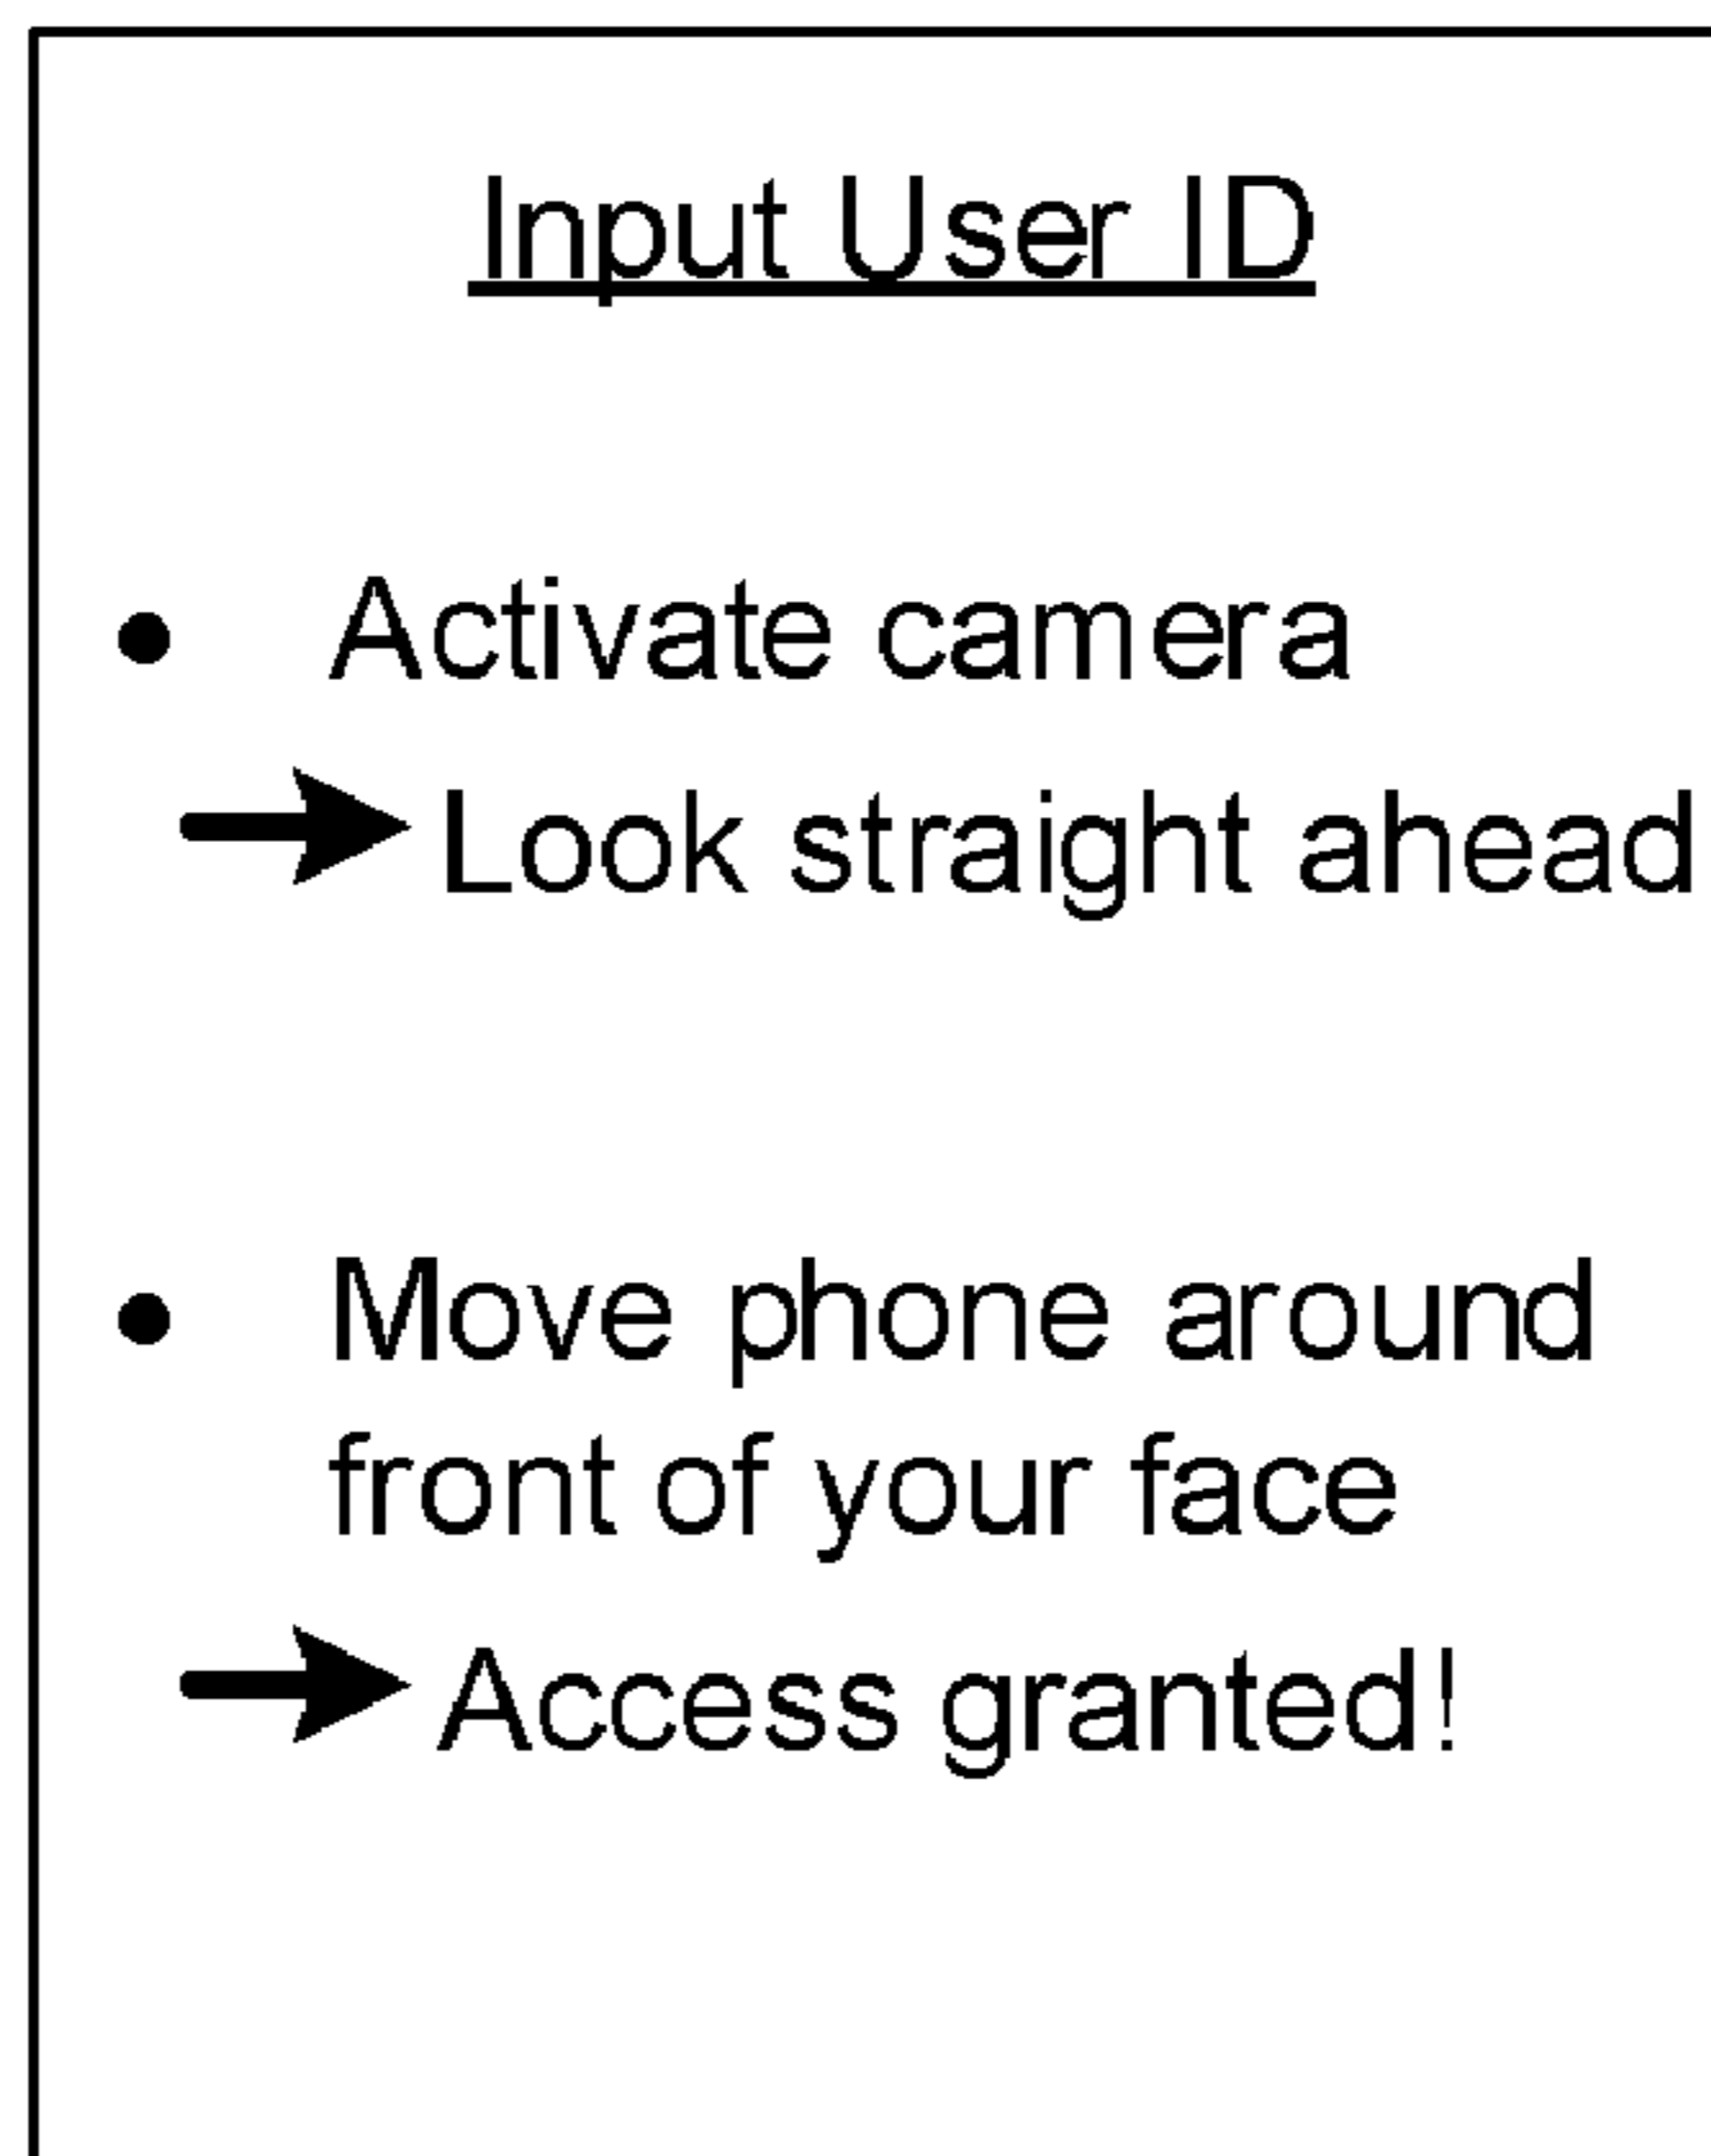 Input User ID
• Activate camera
→ Look straight ahead
• Move phone around
front of your face
→ Access granted!